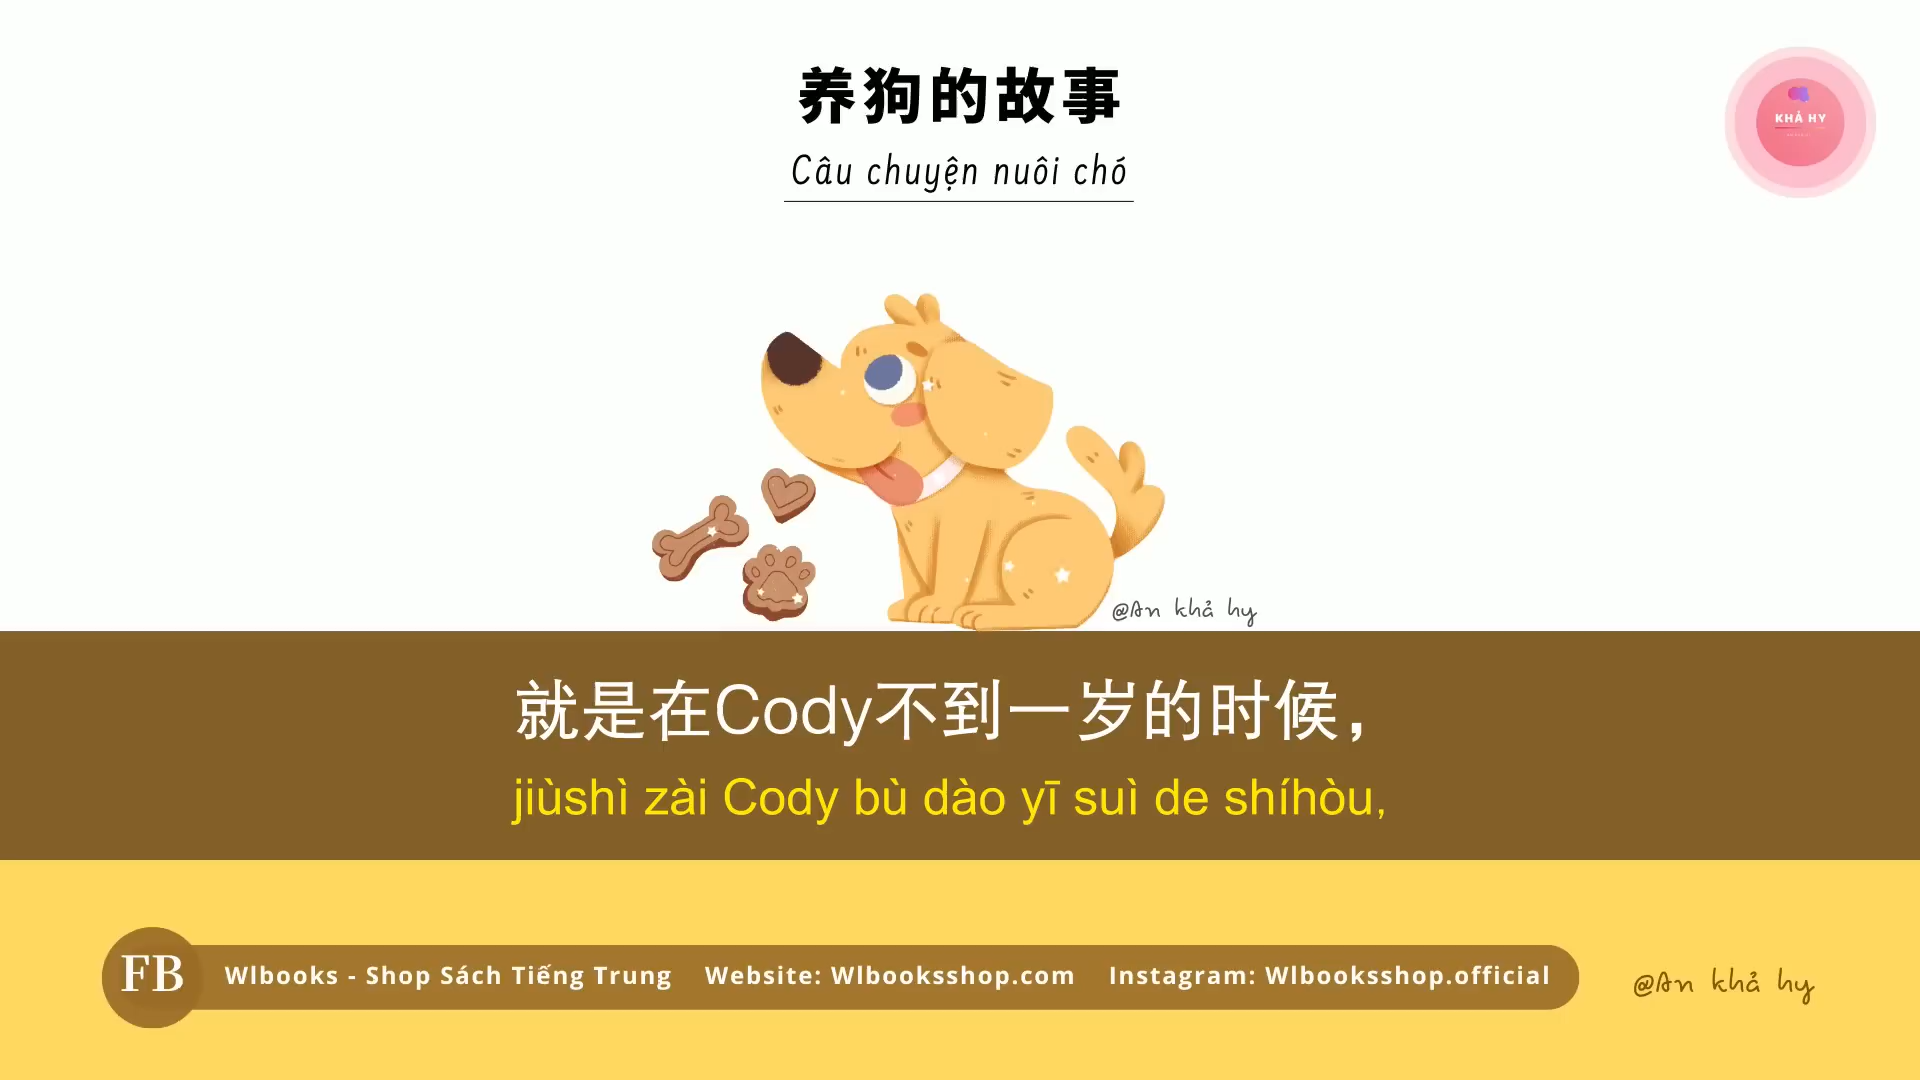 养狗的故事
KHẢ HY
Câu chuyện nuôi chó
@An khả hy
就是在Cody不到一岁的时候，
jiùshì zài Cody bù dào yī suì de shíhòu,
FB Wlbooks - Shop Sách Tiếng Trung Website: Wlbooksshop.com Instagram: Wlbooksshop.official
@An khả hy